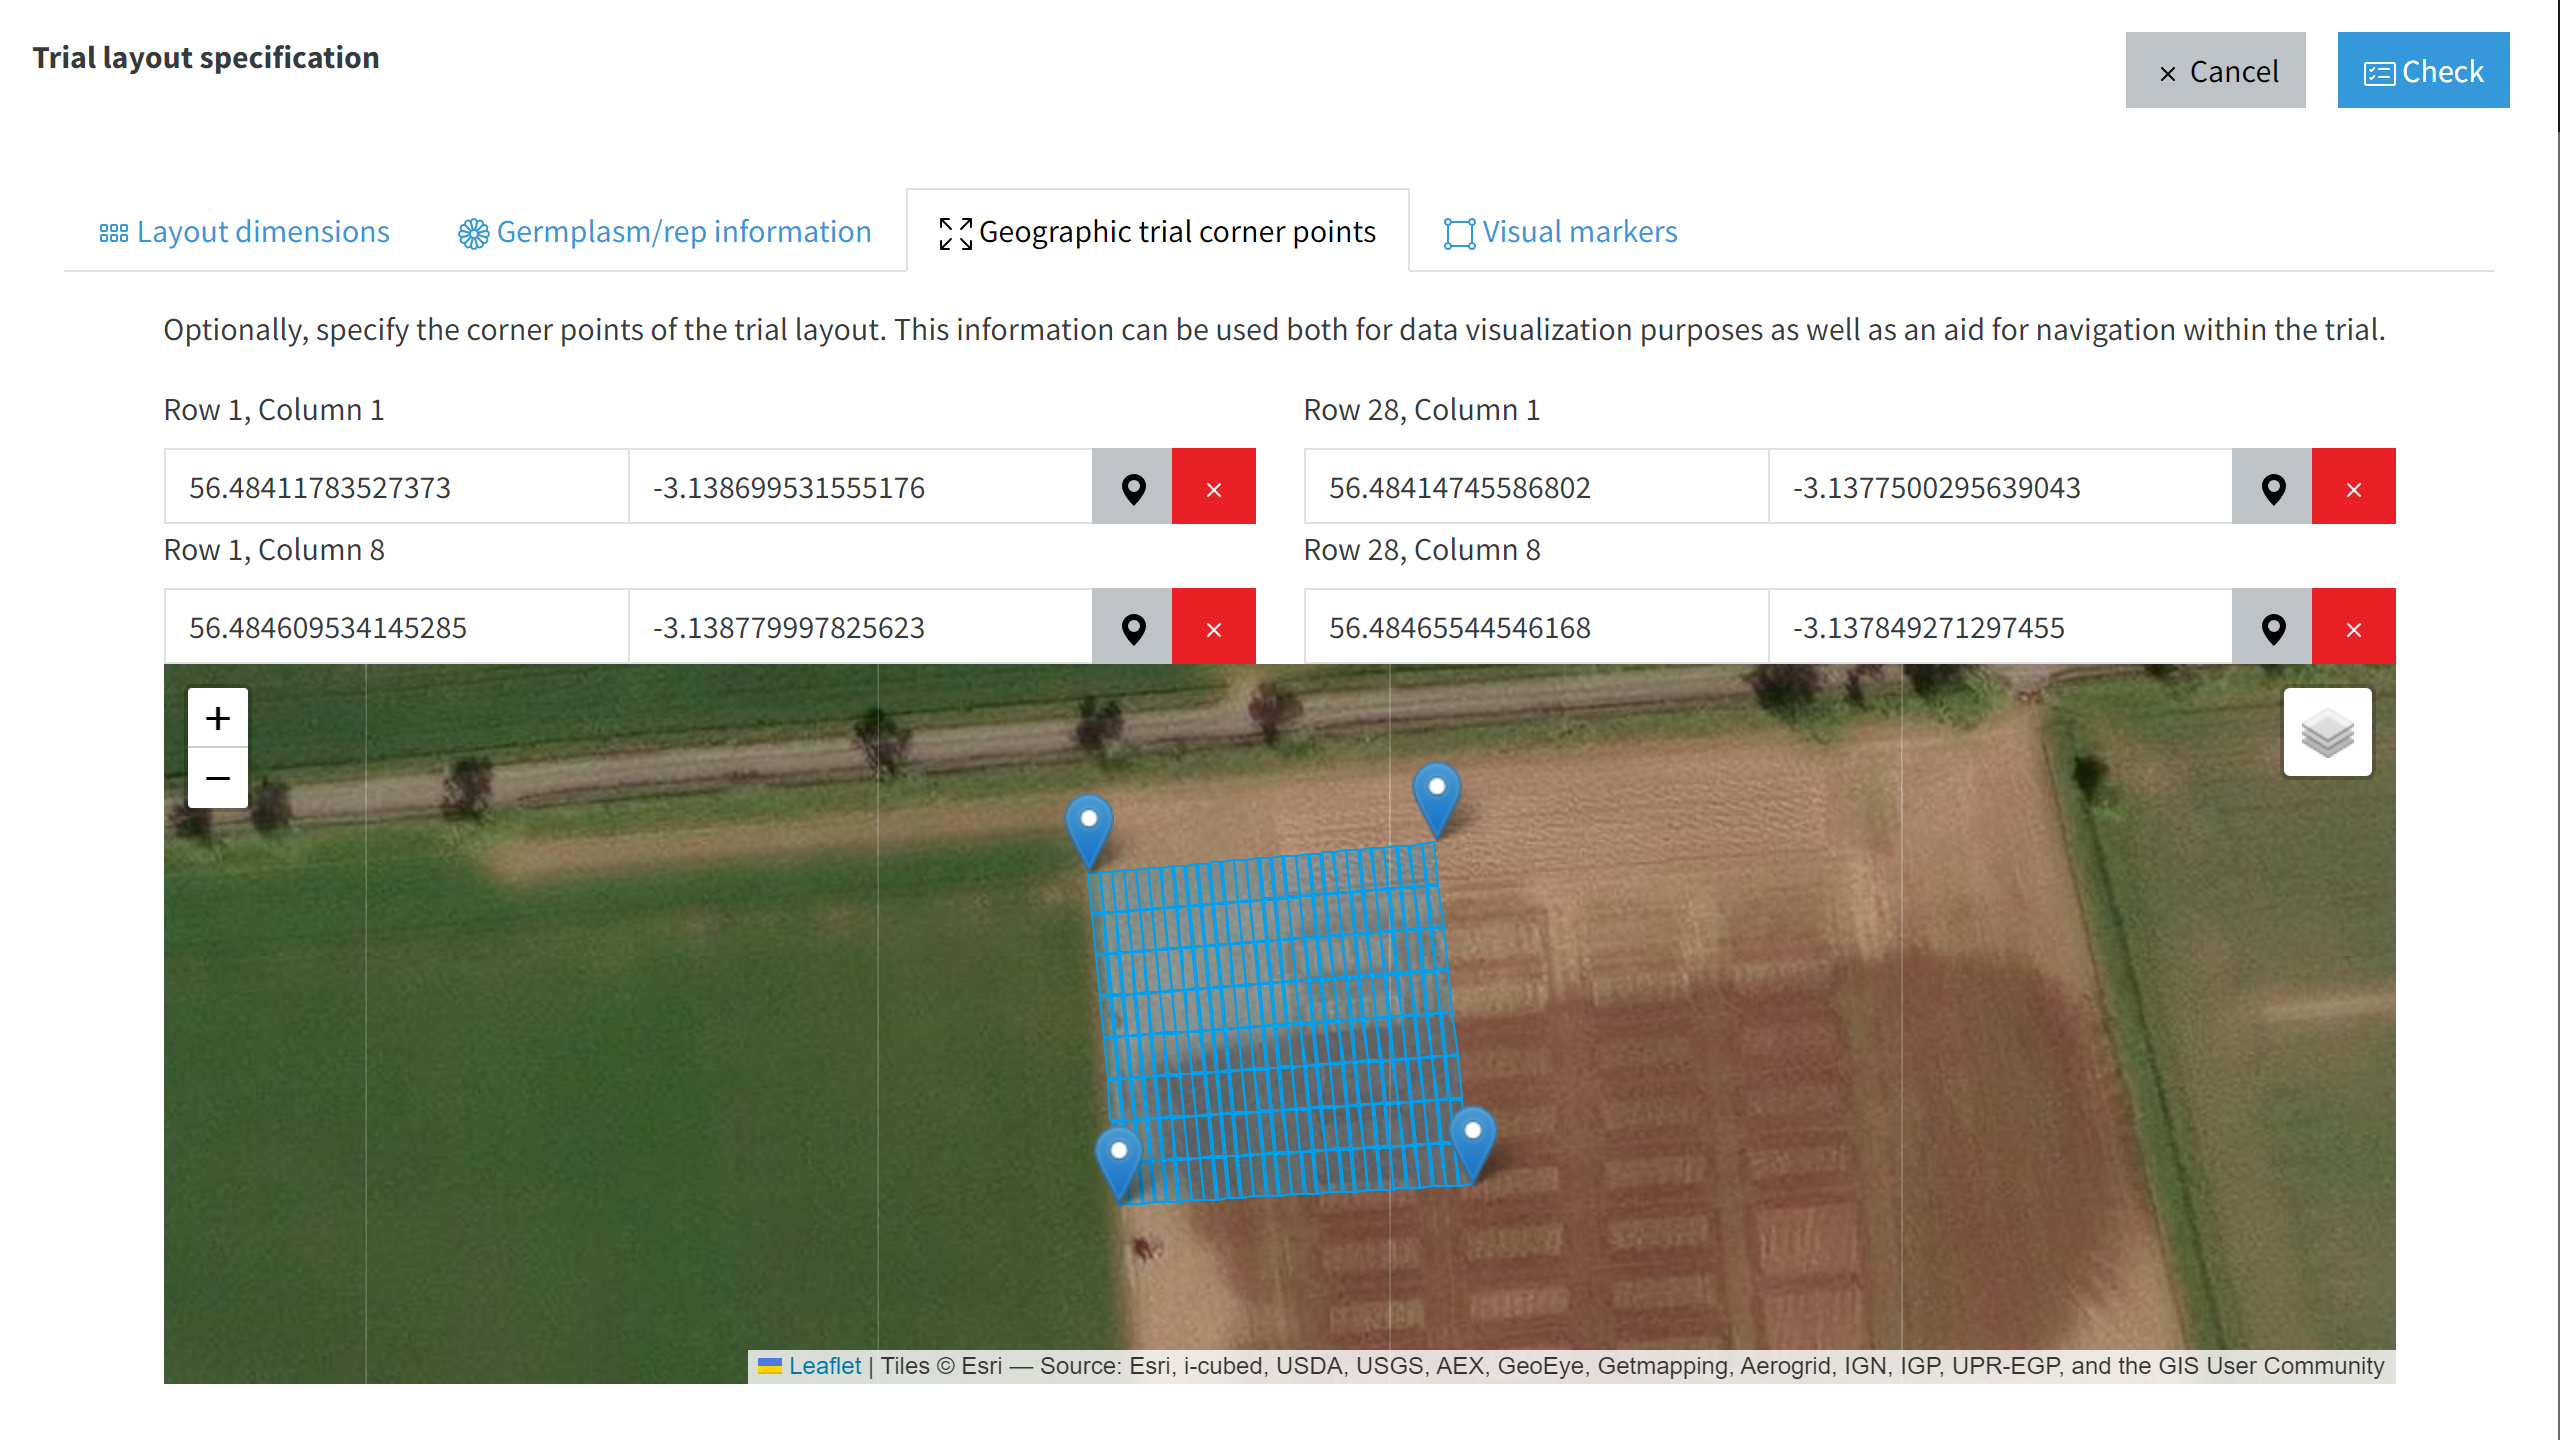 Trial layout specification
× Cancel
Check
Layout dimensions
Germplasm/rep information
Geographic trial corner points
Visual markers
Optionally, specify the corner points of the trial layout. This information can be used both for data visualization purposes as well as an aid for navigation within the trial.
Row 1, Column 1
Row 28, Column 1
56.48411783527373
-3.138699531555176
×
56.48414745586802
-3.1377500295639043
×
Row 1, Column 8
Row 28, Column 8
56.484609534145285
-3.138779997825623
×
56.48465544546168
-3.137849271297455
×
+
−
Leaflet | Tiles © Esri — Source: Esri, i-cubed, USDA, USGS, AEX, GeoEye, Getmapping, Aerogrid, IGN, IGP, UPR-EGP, and the GIS User Community